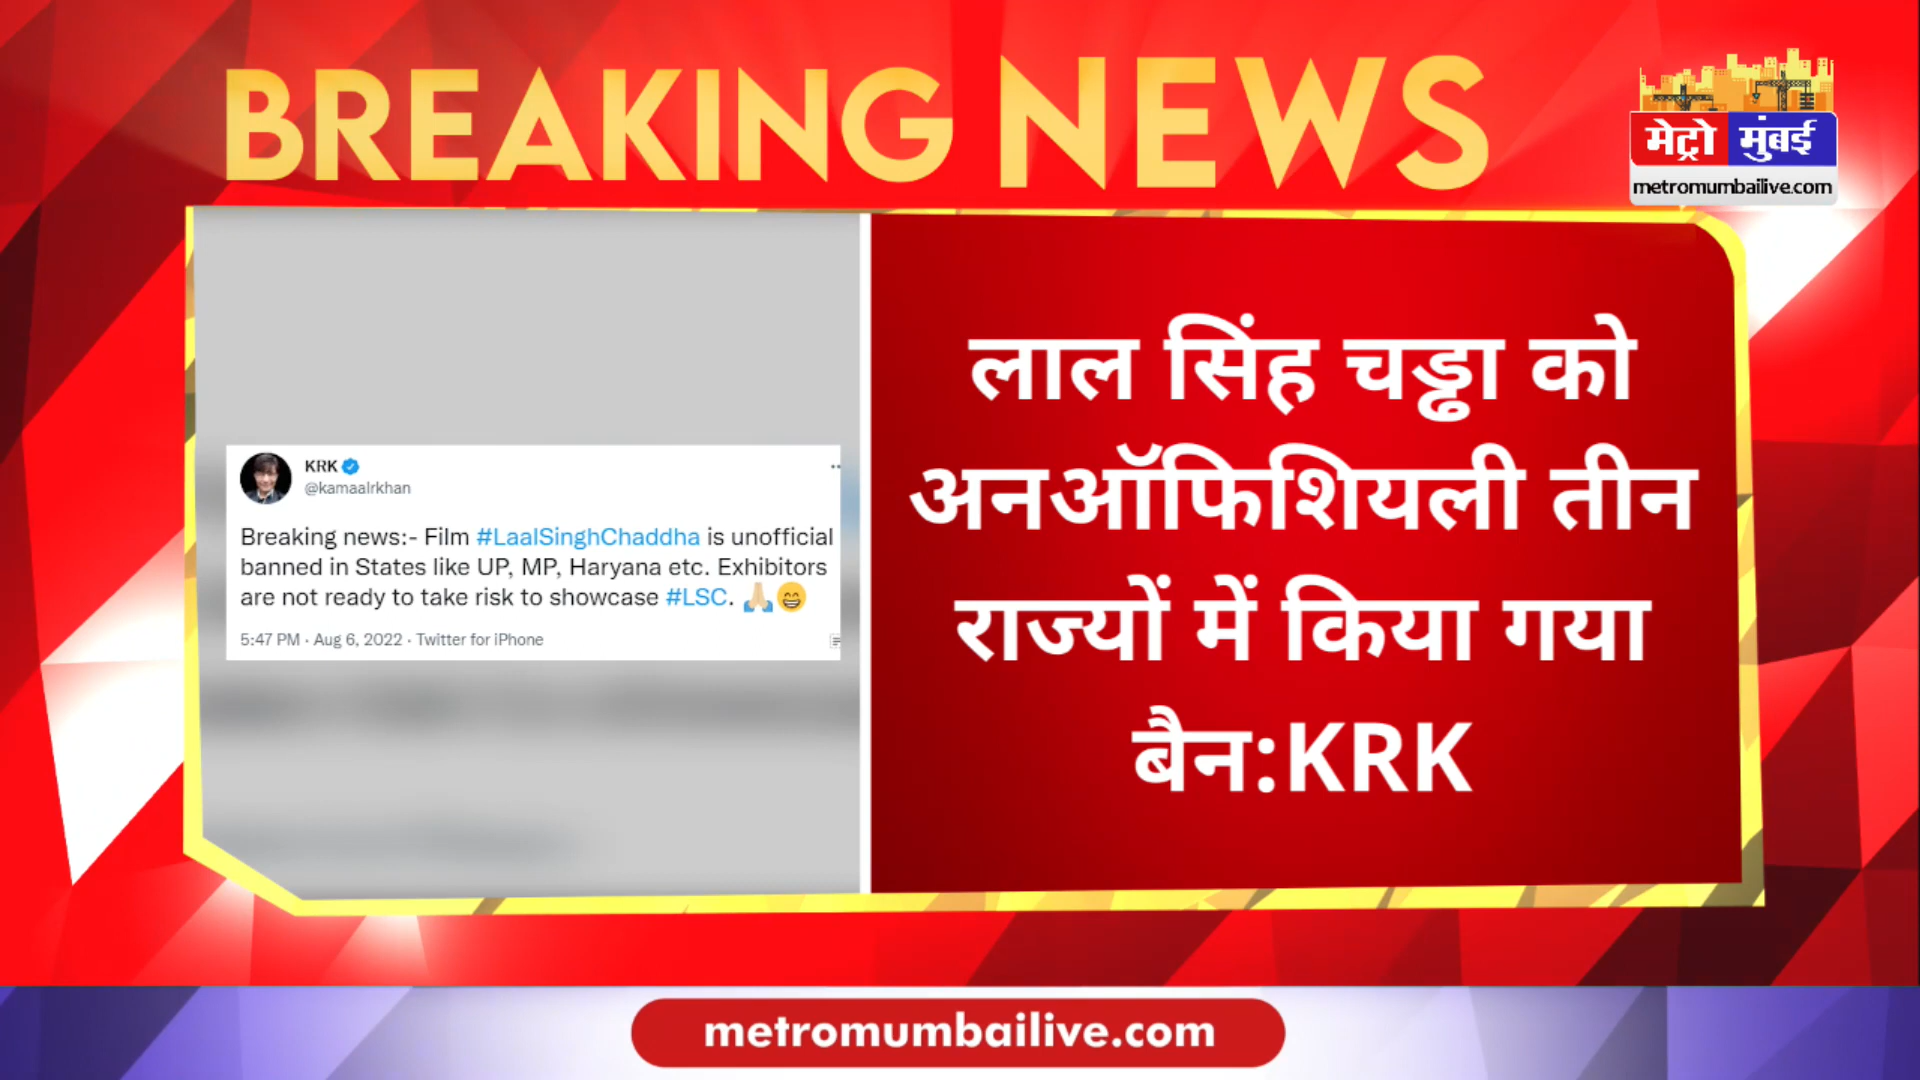 BREAKING NEWS
मेट्रो मुंबई
metromumbailive.com
KRK
@kamaalrkhan
Breaking news:- Film #LaalSinghChaddha is unofficial
banned in States like UP, MP, Haryana etc. Exhibitors
are not ready to take risk to showcase #LSC. 🙏🏼😁
5:47 PM · Aug 6, 2022 · Twitter for iPhone
लाल सिंह चड्ढा को
अनऑफिशियली तीन
राज्यों में किया गया
बैन:KRK
metromumbailive.com